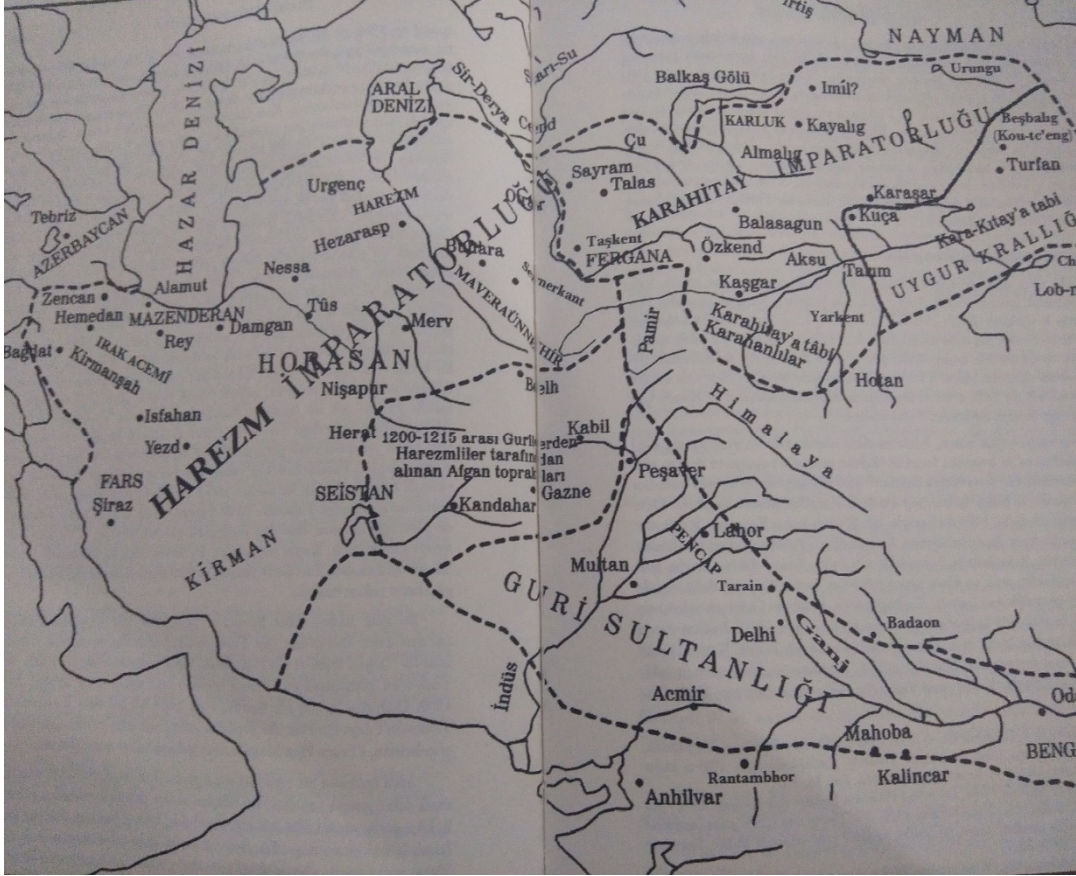 İrtiş
NAYMAN
Urungu
Sarı-Su
Balkaş Gölü
Imil?
ARAL
DENİZİ
Sir-Derya
Cend
KARLUK
Kayalıg
Beşbalıg
(Kou-tc'eng)
HAZAR DENİZİ
Çu
Almalıg
Turfan
KARAHİTAY İMPARATORLUĞU
Urgenç
HAREZM
Sayram
Talas
Karaşar
Kuça
Tebriz
AZERBAYCAN
Hezarasp
Buhara
Taşkent
FERGANA
Balasagun
Özkend
Aksu
Tarım
Kara-Kıtay'a tabi
UYGUR KRALLIĞ
Ch
Lob-n
Nessa
Semerkant
Kaşgar
Zencan
Alamut
Hemedan
MAZENDERAN
Damgan
Tûs
Merv
MAVERAÜNNEHİR
Pamir
Karahitay'a tâbi
Karahanlılar
Yarkent
Bağdat
IRAK ACEMİ
Rey
Kirmanşah
HORASAN
Nişapur
Belh
Hotan
HAREZM İMPARATORLUĞU
Isfahan
Yezd
Herat
1200-1215 arası Gurlulerden
Harezmliler tarafından
alınan Afgan toprakları
Kabil
Himalaya
Peşaver
FARS
Şiraz
SEİSTAN
Kandahar
Gazne
KİRMAN
Lahor
PENCAP
Multan
Tarain
GURİ SULTANLIĞI
Delhi
Ganj
Badaon
İndüs
Acmir
Od
Mahoba
BENG
Rantambhor
Kalincar
Anhilvar